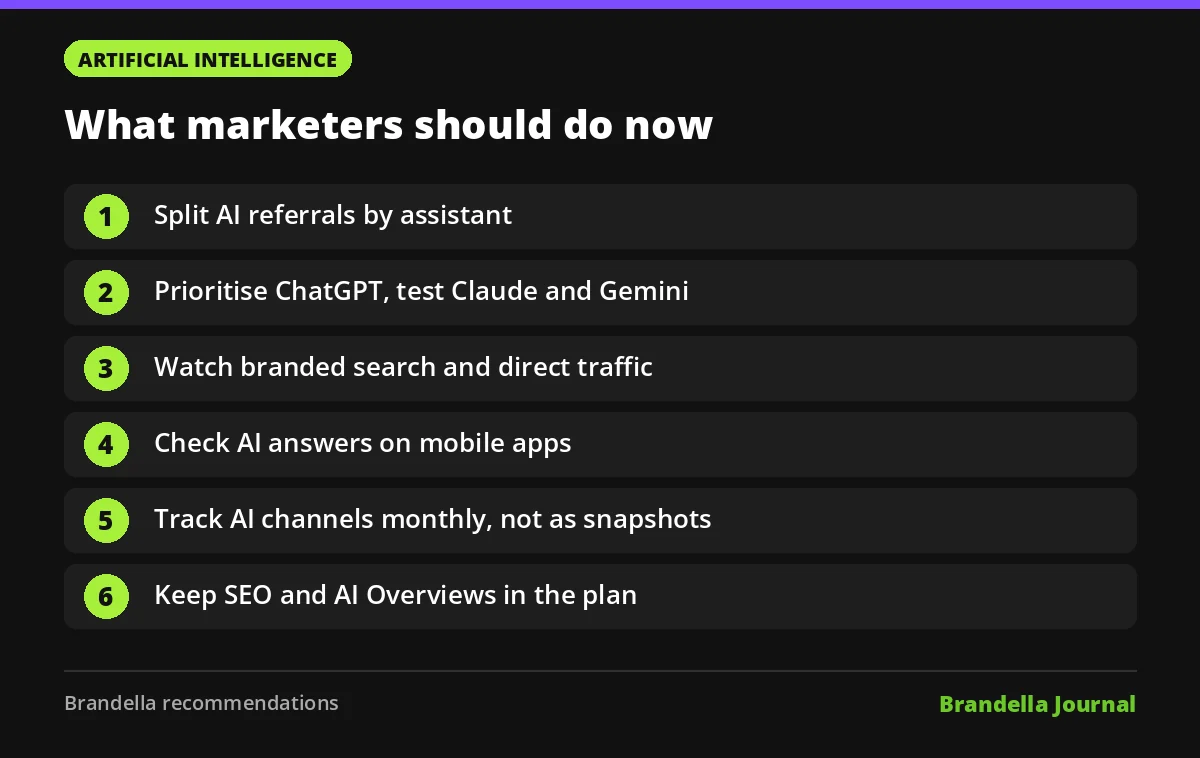 ARTIFICIAL INTELLIGENCE
What marketers should do now
1 Split AI referrals by assistant
2 Prioritise ChatGPT, test Claude and Gemini
3 Watch branded search and direct traffic
4 Check AI answers on mobile apps
5 Track AI channels monthly, not as snapshots
6 Keep SEO and AI Overviews in the plan
Brandella recommendations
Brandella Journal